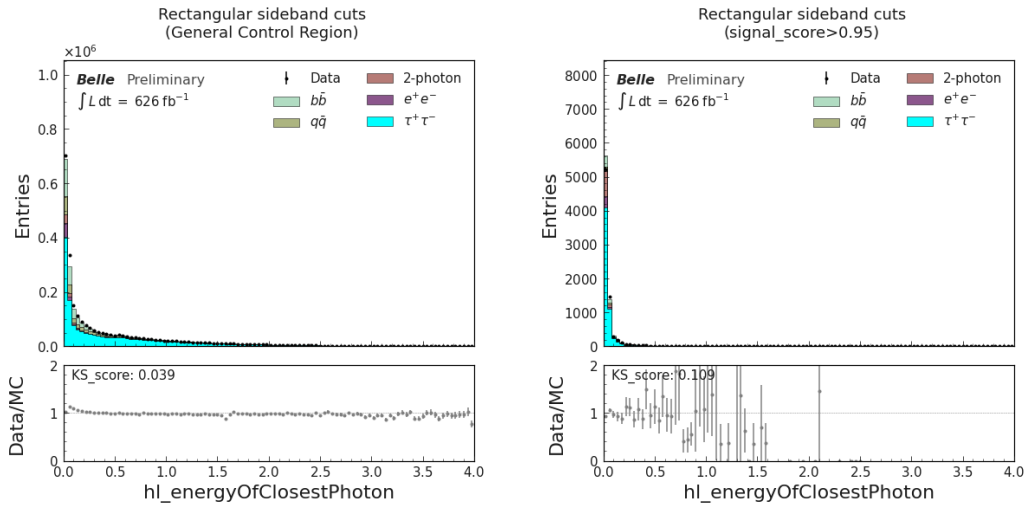 Rectangular sideband cuts
(General Control Region)
×10⁶
Belle Preliminary
∫ L dt = 626 fb⁻¹
Data
bb̄
qq̄
2-photon
e⁺e⁻
τ⁺τ⁻
Entries
1.0
0.8
0.6
0.4
0.2
0.0
KS_score: 0.039
Data/MC
2
1
0
0.0 0.5 1.0 1.5 2.0 2.5 3.0 3.5 4.0
hl_energyOfClosestPhoton
Rectangular sideband cuts
(signal_score>0.95)
Belle Preliminary
∫ L dt = 626 fb⁻¹
Data
bb̄
qq̄
2-photon
e⁺e⁻
τ⁺τ⁻
Entries
8000
7000
6000
5000
4000
3000
2000
1000
0
KS_score: 0.109
Data/MC
2
1
0
0.0 0.5 1.0 1.5 2.0 2.5 3.0 3.5 4.0
hl_energyOfClosestPhoton